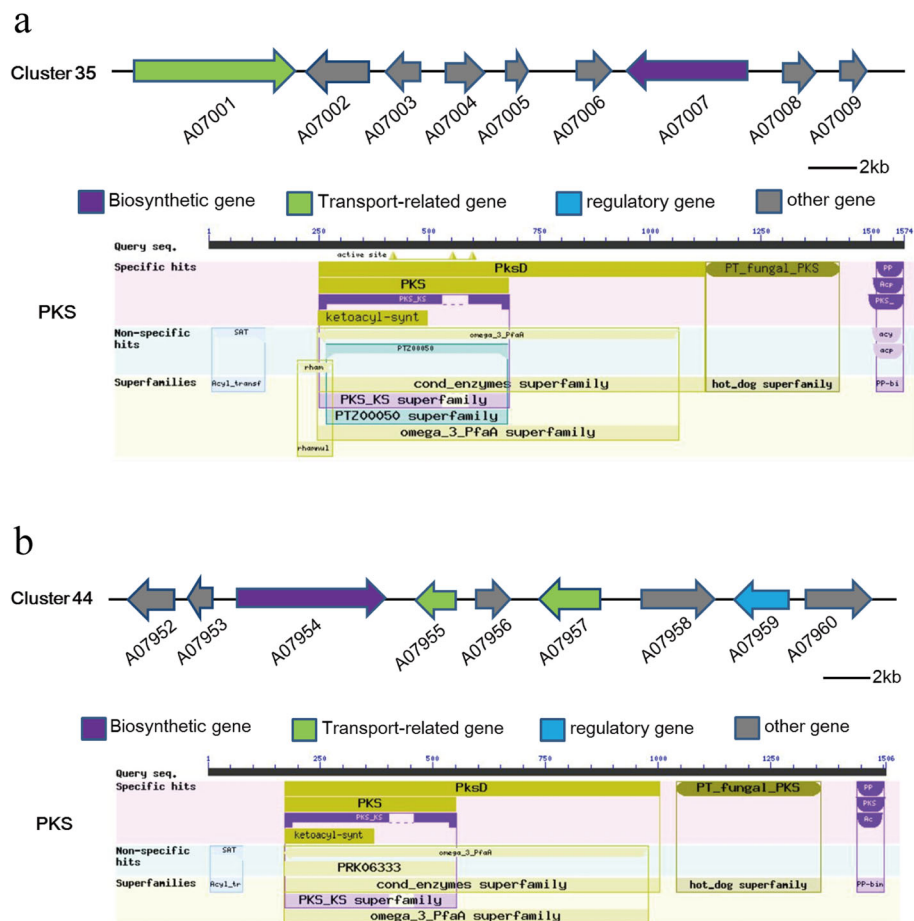 a
Cluster 35
A07001 A07002 A07003 A07004 A07005 A07006 A07007 A07008 A07009
2kb
Biosynthetic gene Transport-related gene regulatory gene other gene
1 250 500 750 1000 1250 1500 1574
Query seq.
active site
Specific hits PksD PT_fungal_PKS PP
PKS Acp
PKS_KS PKS_
ketoacyl-synt
PKS
Non-specific hits SAT omega_3_PfaA acy
PTZ00050 acp
rham
Superfamilies Acyl_transf cond_enzymes superfamily hot_dog superfamily PP-bi
PKS_KS superfamily
PTZ00050 superfamily
omega_3_PfaA superfamily
rhamnul
b
Cluster 44
A07952 A07953 A07954 A07955 A07956 A07957 A07958 A07959 A07960
2kb
Biosynthetic gene Transport-related gene regulatory gene other gene
1 250 500 750 1000 1250 1506
Query seq.
Specific hits PksD PT_fungal_PKS PP
PKS PKS
PKS_KS Ac
PKS
ketoacyl-synt
Non-specific hits SAT omega_3_PfaA
PRK06333
Superfamilies Acyl_tr cond_enzymes superfamily hot_dog superfamily PP-bin
PKS_KS superfamily
omega_3_PfaA superfamily